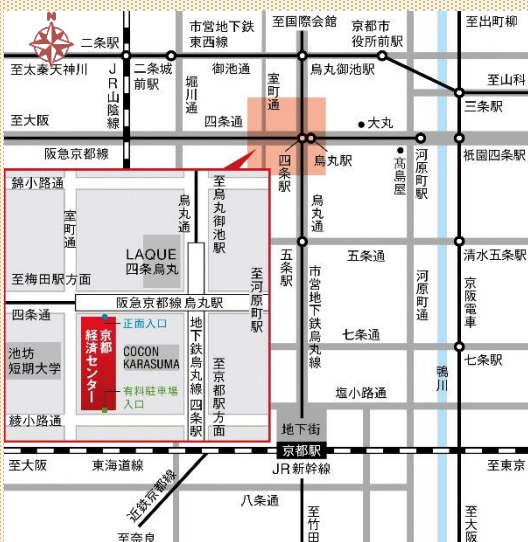 至国際会館
至出町柳
市営地下鉄
東西線
京都市
役所前駅
二条駅
至太秦天神川
二条城
前駅
御池通
烏丸御池駅
至山科
三条駅
JR山陰線
堀川通
室町通
至大阪
四条通
大丸
阪急京都線
四条駅
烏丸駅
髙島屋
河原町駅
祇園四条駅
錦小路通
室町通
烏丸通
至烏丸御池駅
LAQUE
四条烏丸
至梅田駅方面
阪急京都線 烏丸駅
至河原町駅
四条通
正面入口
京都
経済センター
池坊
短期大学
COCON
KARASUMA
地下鉄烏丸線 四条駅
至京都駅方面
有料駐車場
入口
綾小路通
烏丸通
五条駅
五条通
清水五条駅
市営地下鉄烏丸線
河原町通
京阪電車
七条通
七条駅
鴨川
塩小路通
地下街
京都駅
至大阪
東海道線
JR新幹線
至東京
近鉄京都線
八条通
至奈良
至竹田
至大阪